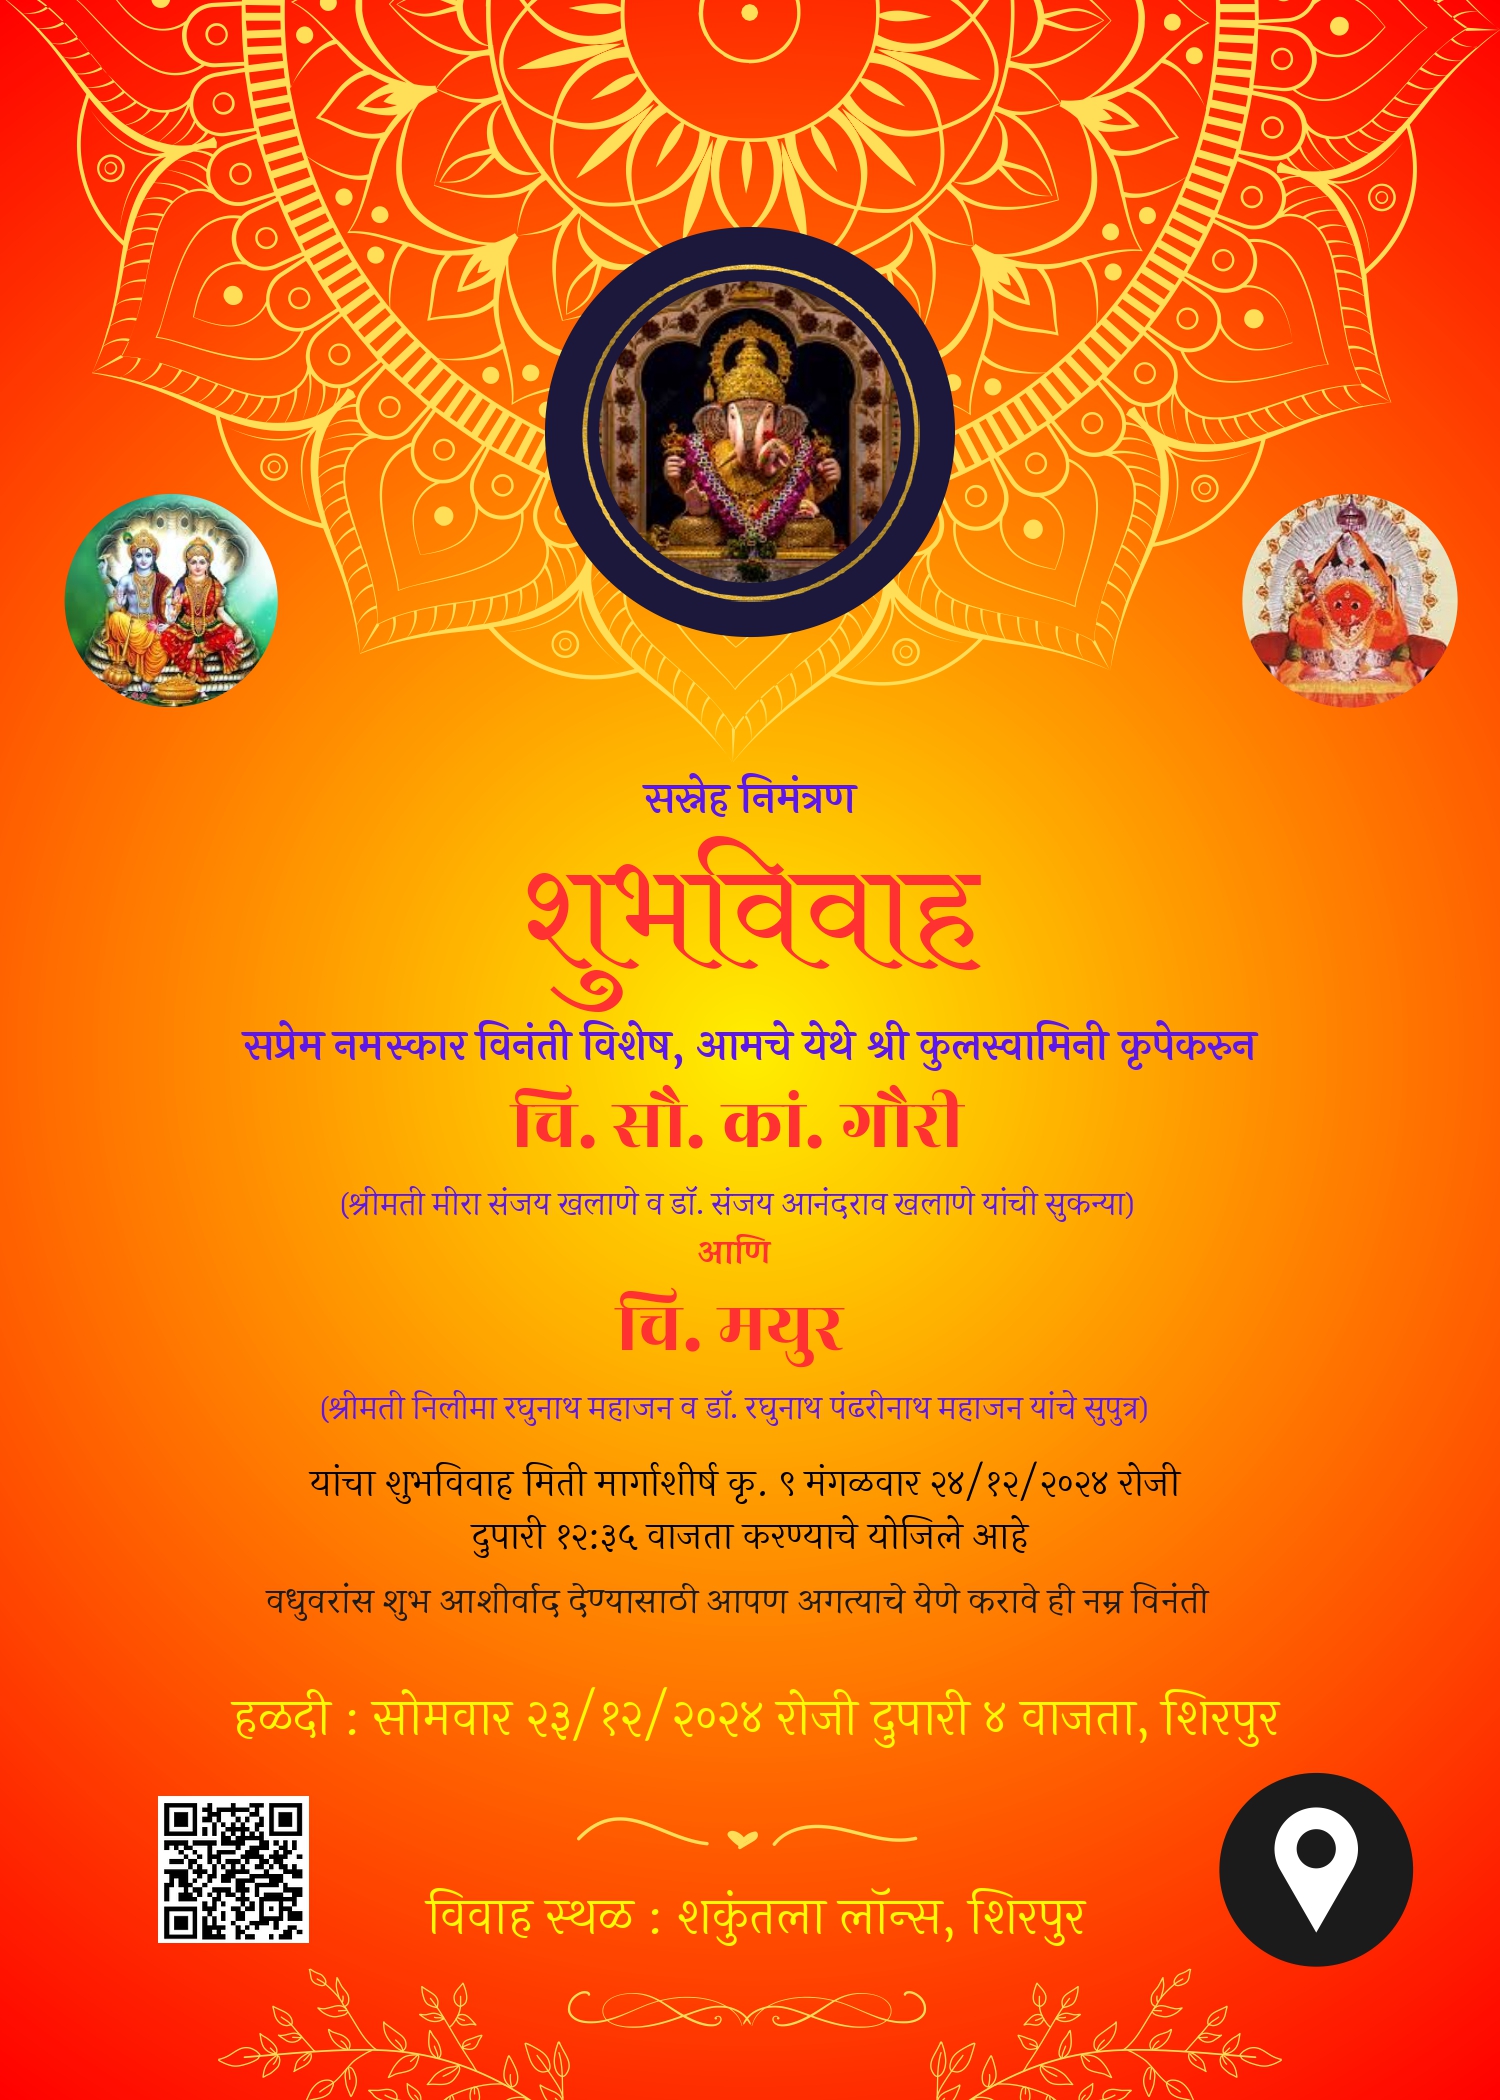 सस्नेह निमंत्रण
शुभविवाह
सप्रेम नमस्कार विनंती विशेष, आमचे येथे श्री कुलस्वामिनी कृपेकरुन
चि. सौ. कां. गौरी
(श्रीमती मीरा संजय खलाणे व डॉ. संजय आनंदराव खलाणे यांची सुकन्या)
आणि
चि. मयुर
(श्रीमती निलीमा रघुनाथ महाजन व डॉ. रघुनाथ पंढरीनाथ महाजन यांचे सुपुत्र)
यांचा शुभविवाह मिती मार्गाशीर्ष कृ. ९ मंगळवार २४/१२/२०२४ रोजी
दुपारी १२:३५ वाजता करण्याचे योजिले आहे
वधुवरांस शुभ आशीर्वाद देण्यासाठी आपण अगत्याचे येणे करावे ही नम्र विनंती
हळदी : सोमवार २३/१२/२०२४ रोजी दुपारी ४ वाजता, शिरपुर
विवाह स्थळ : शकुंतला लॉन्स, शिरपुर